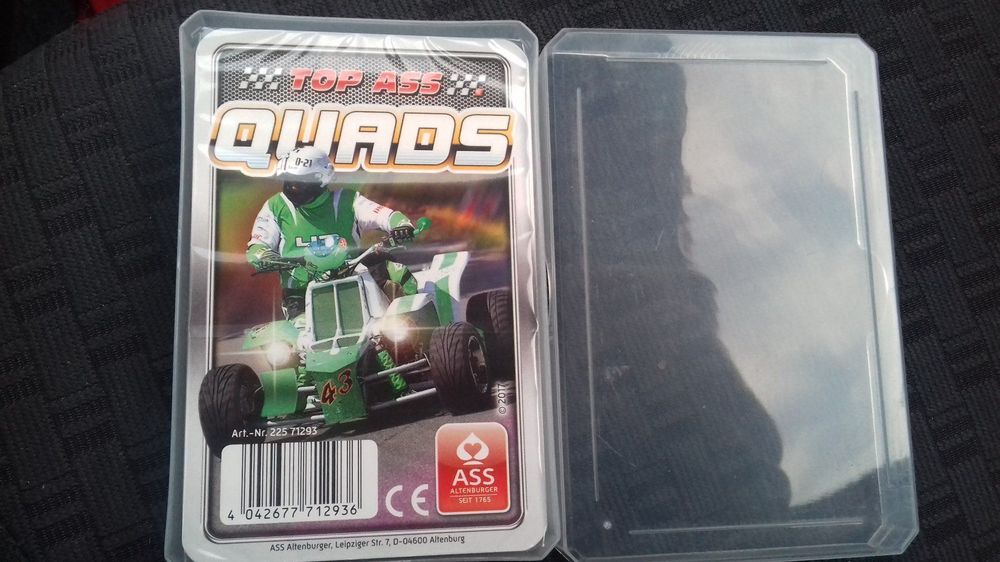 TOP ASS
QUADS
0-21
LIT
43
© 2017
Art.-Nr. 225 71293
4 042677 712936
CE
ASS
ALTENBURGER
SEIT 1765
ASS Altenburger, Leipziger Str. 7, D-04600 Altenburg